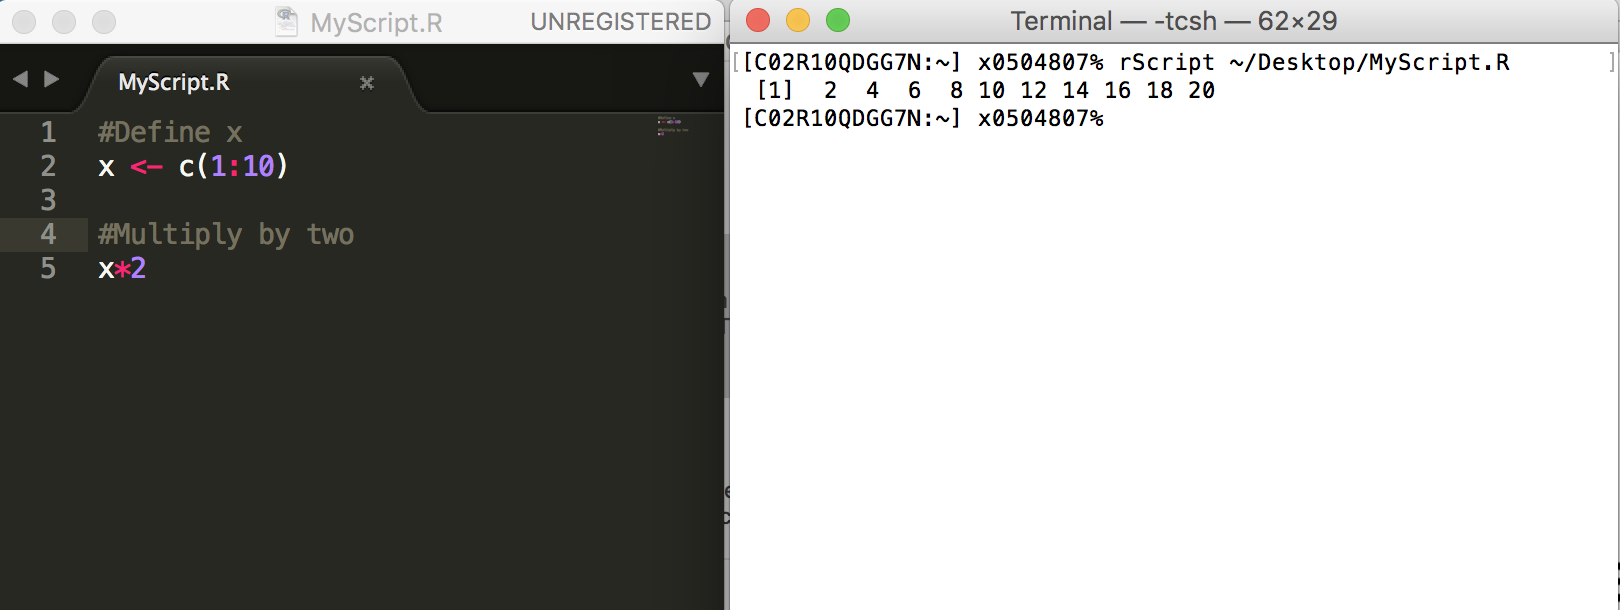 MyScript.R UNREGISTERED
MyScript.R
1 #Define x
2 x <- c(1:10)
3
4 #Multiply by two
5 x*2
Terminal — -tcsh — 62×29
[[C02R10QDGG7N:~] x0504807% rScript ~/Desktop/MyScript.R ]
[1] 2 4 6 8 10 12 14 16 18 20
[C02R10QDGG7N:~] x0504807%